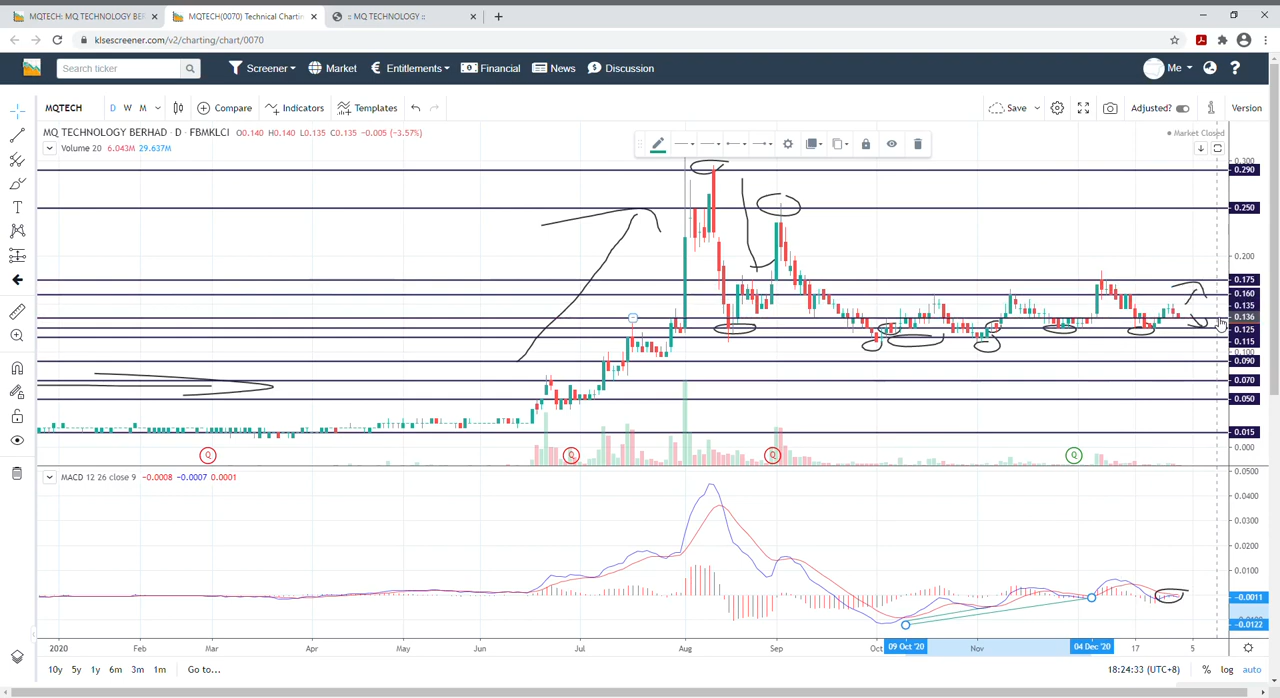 MQTECH: MQ TECHNOLOGY BER
MQTECH(0070) Technical Chartin
:: MQ TECHNOLOGY ::
klsescreener.com/v2/charting/chart/0070
Search ticker
Screener
Market
Entitlements
Financial
News
Discussion
Me
MQTECH
D W M
Compare
Indicators
Templates
Save
Adjusted?
Version
MQ TECHNOLOGY BERHAD · D · FBMKLCI O0.140 H0.140 L0.135 C0.135 -0.005 (-3.57%)
Market Closed
Volume 20 6.043M 29.637M
0.300
0.290
0.250
0.200
0.175
0.160
0.135
0.136
0.125
0.115
0.100
0.090
0.070
0.050
0.015
0.000
Q Q Q Q
MACD 12 26 close 9 -0.0008 -0.0007 0.0001
0.0500
0.0400
0.0300
0.0200
0.0100
-0.0011
-0.0122
2020 Feb Mar Apr May Jun Jul Aug Sep Oct 09 Oct '20 Nov 04 Dec '20 17 5
10y 5y 1y 6m 3m 1m Go to...
18:24:33 (UTC+8) % log auto